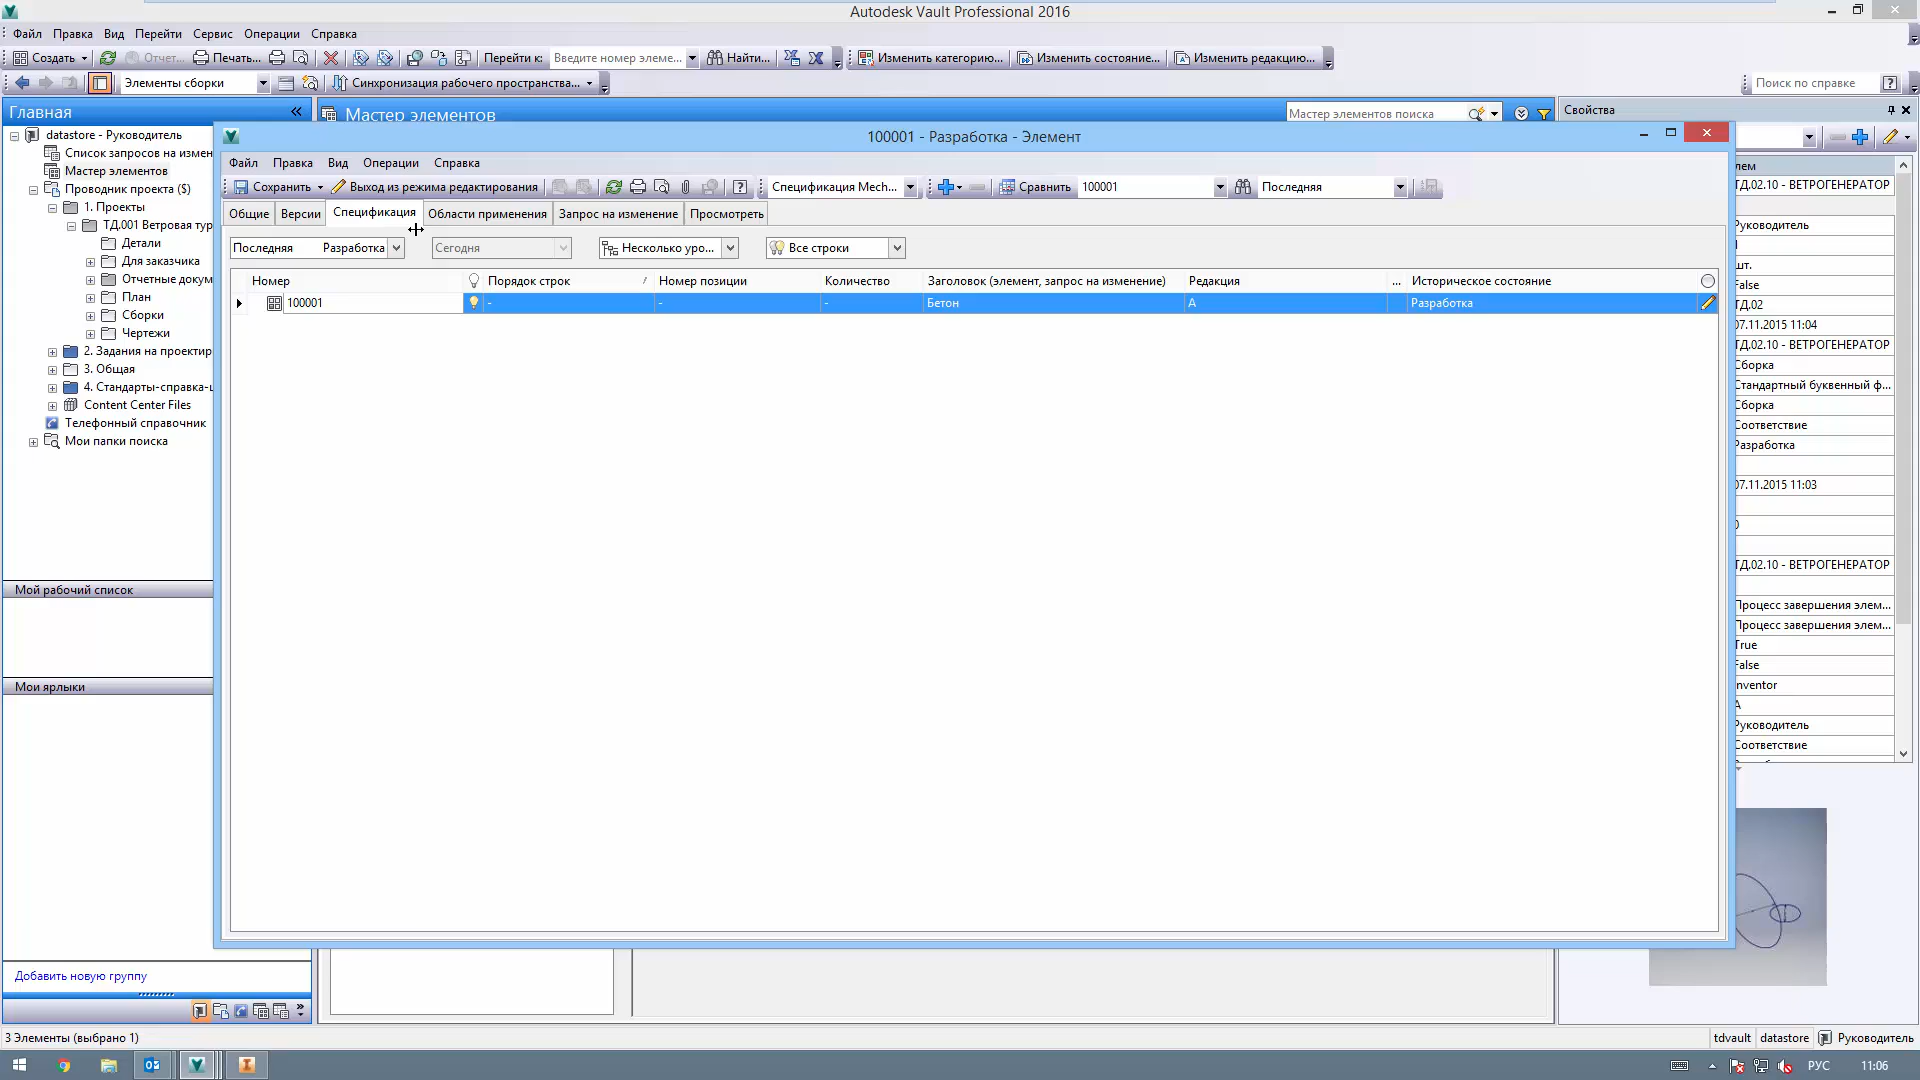 Autodesk Vault Professional 2016
Файл Правка Вид Перейти Сервис Операции Справка
Создать Отчет... Печать... Перейти к: Введите номер элеме... Найти... Изменить категорию... Изменить состояние... Изменить редакцию...
Элементы сборки Синхронизация рабочего пространства... Поиск по справке
Главная
Мастер элементов
Мастер элементов поиска
Свойства
datastore - Руководитель
Список запросов на измен
Мастер элементов
Проводник проекта ($)
1. Проекты
ТД.001 Ветровая тур
Детали
Для заказчика
Отчетные докум
План
Сборки
Чертежи
2. Задания на проектир
3. Общая
4. Стандарты-справка-ц
Content Center Files
Телефонный справочник
Мои папки поиска
Мой рабочий список
Мои ярлыки
Добавить новую группу
100001 - Разработка - Элемент
Файл Правка Вид Операции Справка
Сохранить Выход из режима редактирования Спецификация Mech... Сравнить 100001 Последняя
Общие Версии Спецификация Области применения Запрос на изменение Просмотреть
Последняя Разработка Сегодня Несколько уро... Все строки
Номер Порядок строк Номер позиции Количество Заголовок (элемент, запрос на изменение) Редакция ... Историческое состояние
100001 - - - Бетон A Разработка
лем
ТД.02.10 - ВЕТРОГЕНЕРАТОР
Руководитель
шт.
False
ТД.02
07.11.2015 11:04
ТД.02.10 - ВЕТРОГЕНЕРАТОР
Сборка
Стандартный буквенный ф...
Сборка
Соответствие
Разработка
07.11.2015 11:03
0
ТД.02.10 - ВЕТРОГЕНЕРАТОР
Процесс завершения элем...
Процесс завершения элем...
True
False
Inventor
A
Руководитель
Соответствие
3 Элементы (выбрано 1)
tdvault datastore Руководитель
РУС 11:06